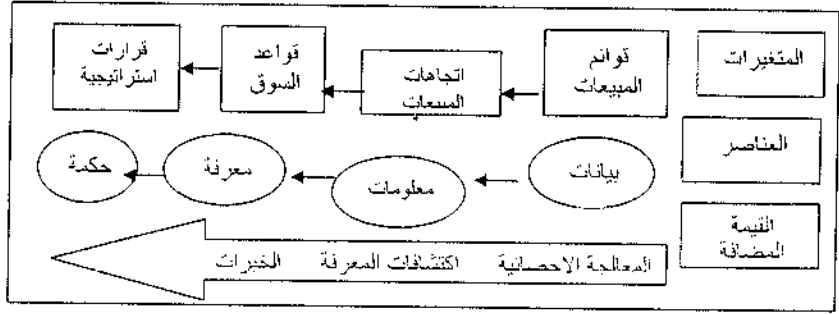 المتغيرات
قوائم
المبيعات
اتجاهات
المبيعات
قواعد
السوق
قرارات
استراتيجية
العناصر
بيانات
معلومات
معرفة
حكمة
القيمة
المضافة
المعالجة الاحصائية اكتشافات المعرفة الخبرات